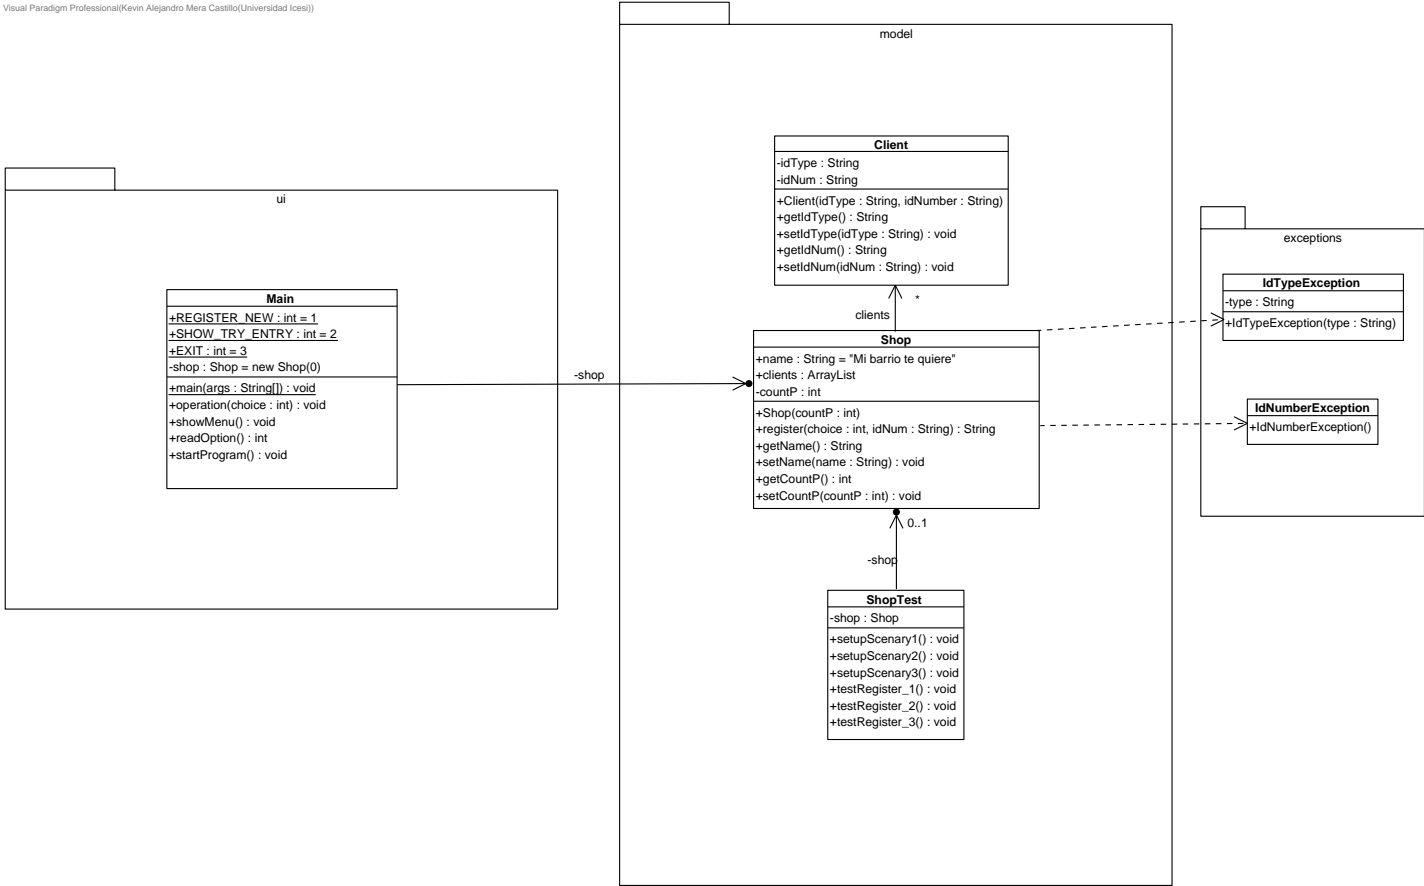 Visual Paradigm Professional(Kevin Alejandro Mera Castillo(Universidad Icesi))
ui
Main
+REGISTER_NEW : int = 1
+SHOW_TRY_ENTRY : int = 2
+EXIT : int = 3
-shop : Shop = new Shop(0)
+main(args : String[]) : void
+operation(choice : int) : void
+showMenu() : void
+readOption() : int
+startProgram() : void
-shop
model
Client
-idType : String
-idNum : String
+Client(idType : String, idNumber : String)
+getIdType() : String
+setIdType(idType : String) : void
+getIdNum() : String
+setIdNum(idNum : String) : void
*
clients
Shop
+name : String = "Mi barrio te quiere"
+clients : ArrayList
-countP : int
+Shop(countP : int)
+register(choice : int, idNum : String) : String
+getName() : String
+setName(name : String) : void
+getCountP() : int
+setCountP(countP : int) : void
0..1
-shop
ShopTest
-shop : Shop
+setupScenary1() : void
+setupScenary2() : void
+setupScenary3() : void
+testRegister_1() : void
+testRegister_2() : void
+testRegister_3() : void
exceptions
IdTypeException
-type : String
+IdTypeException(type : String)
IdNumberException
+IdNumberException()